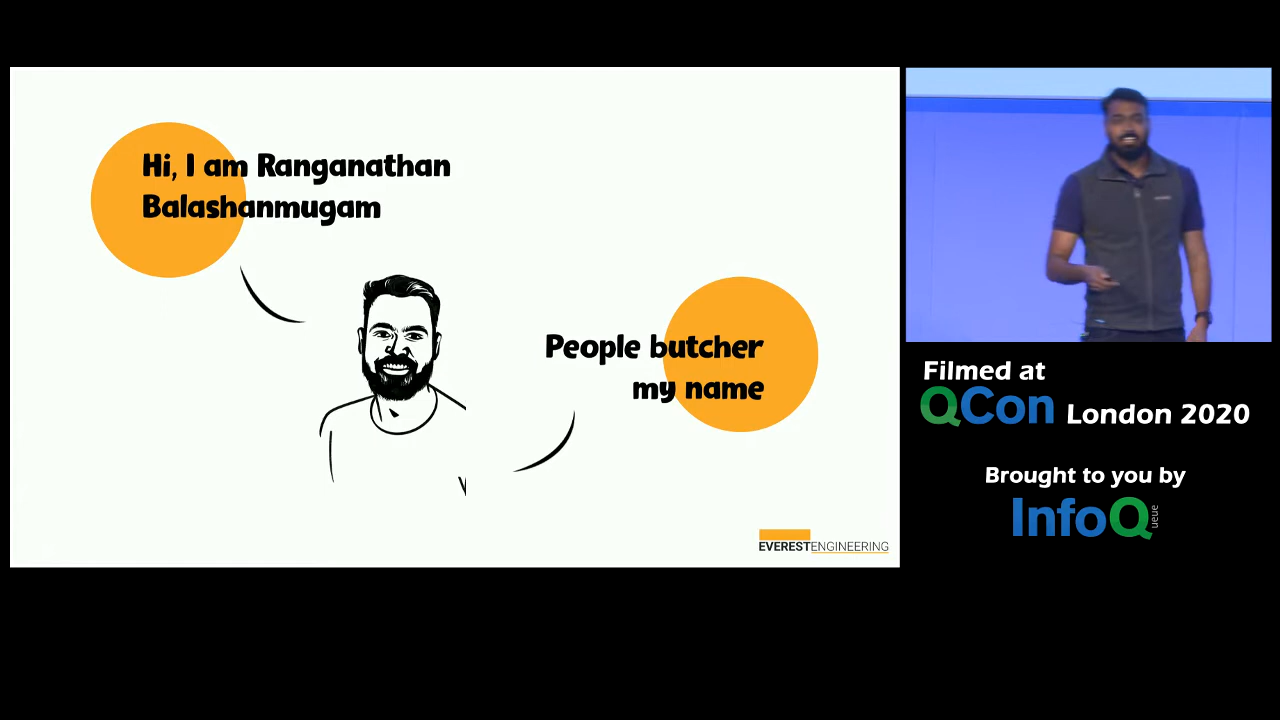 Hi, I am Ranganathan
Balashanmugam
People butcher
my name
EVERESTENGINEERING
Filmed at
QCon London 2020
Brought to you by
InfoQ
ueue